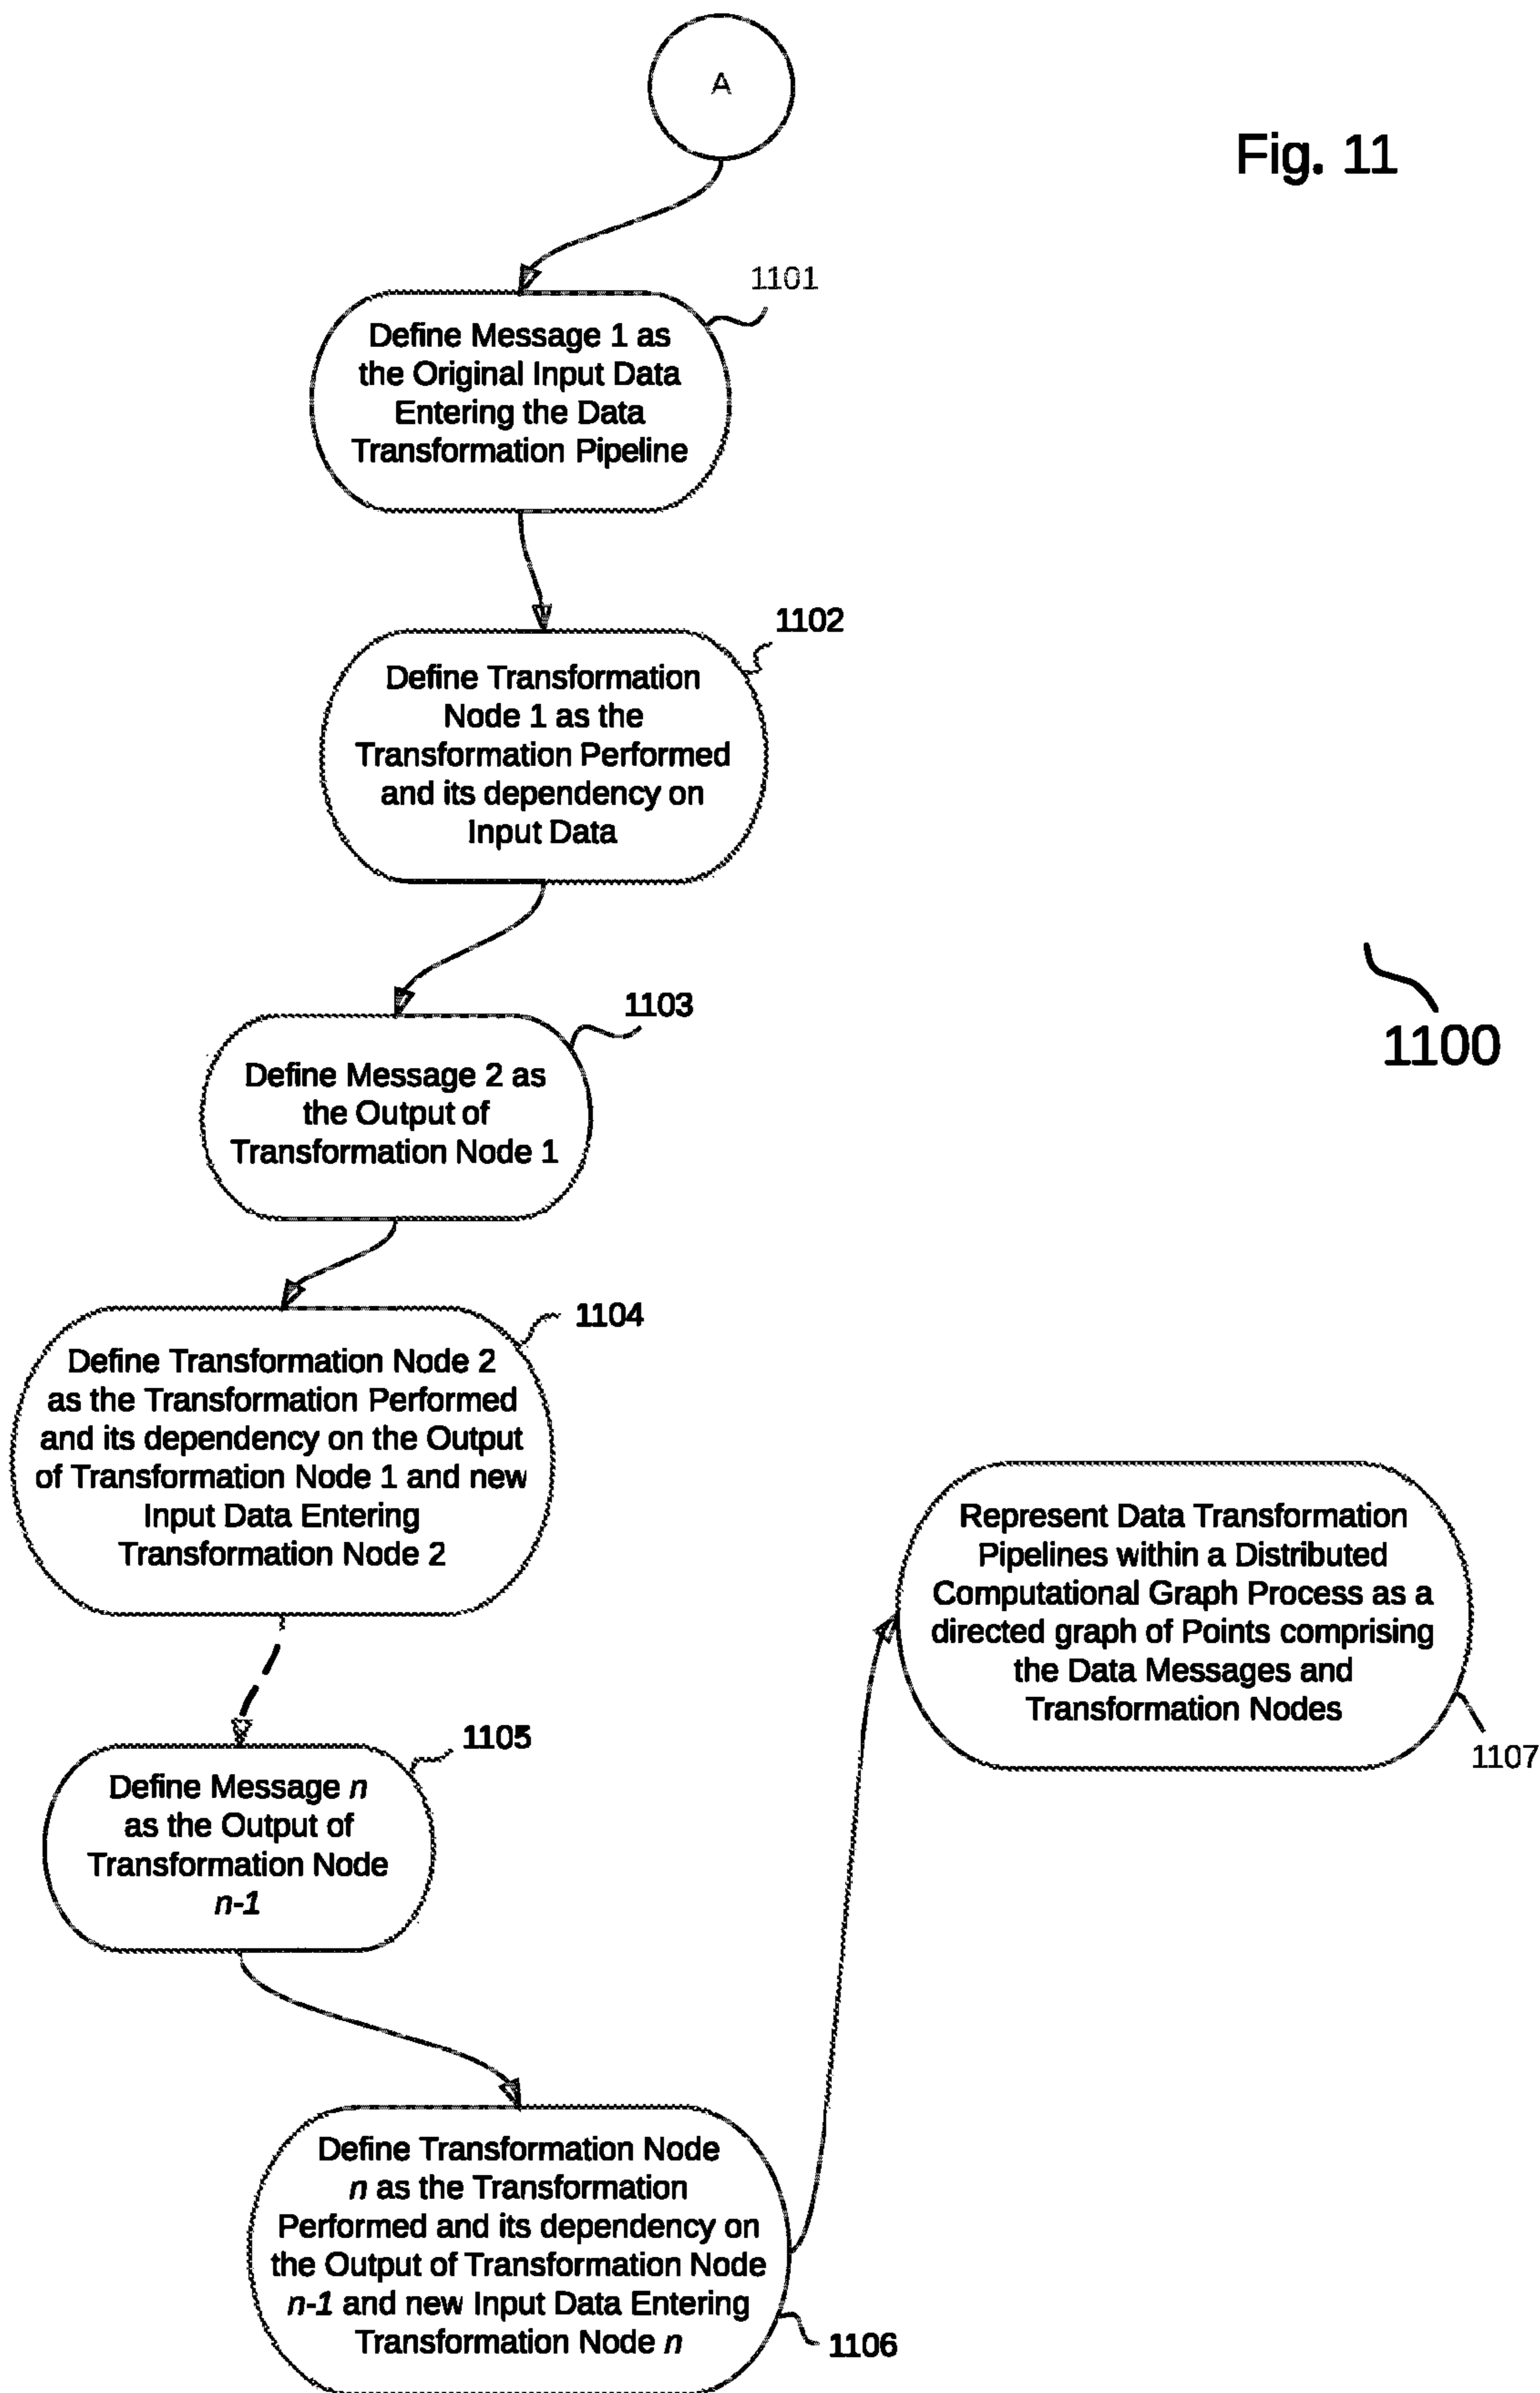 A
Fig. 11
1101
Define Message 1 as
the Original Input Data
Entering the Data
Transformation Pipeline
1102
Define Transformation
Node 1 as the
Transformation Performed
and its dependency on
Input Data
1103
Define Message 2 as
the Output of
Transformation Node 1
1100
1104
Define Transformation Node 2
as the Transformation Performed
and its dependency on the Output
of Transformation Node 1 and new
Input Data Entering
Transformation Node 2
1105
Define Message n
as the Output of
Transformation Node
n-1
Define Transformation Node
n as the Transformation
Performed and its dependency on
the Output of Transformation Node
n-1 and new Input Data Entering
Transformation Node n
1106
Represent Data Transformation
Pipelines within a Distributed
Computational Graph Process as a
directed graph of Points comprising
the Data Messages and
Transformation Nodes
1107